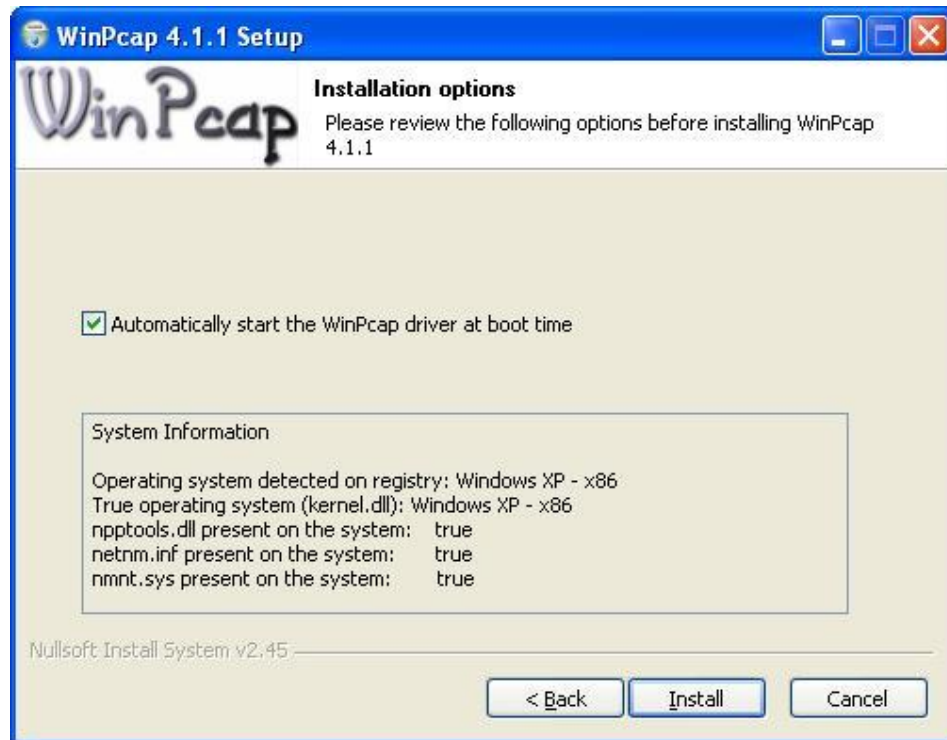 WinPcap 4.1.1 Setup
WinPcap
Installation options
Please review the following options before installing WinPcap
4.1.1
Automatically start the WinPcap driver at boot time
System Information
Operating system detected on registry: Windows XP - x86
True operating system (kernel.dll): Windows XP - x86
npptools.dll present on the system: true
netnm.inf present on the system: true
nmnt.sys present on the system: true
Nullsoft Install System v2.45
< Back Install Cancel